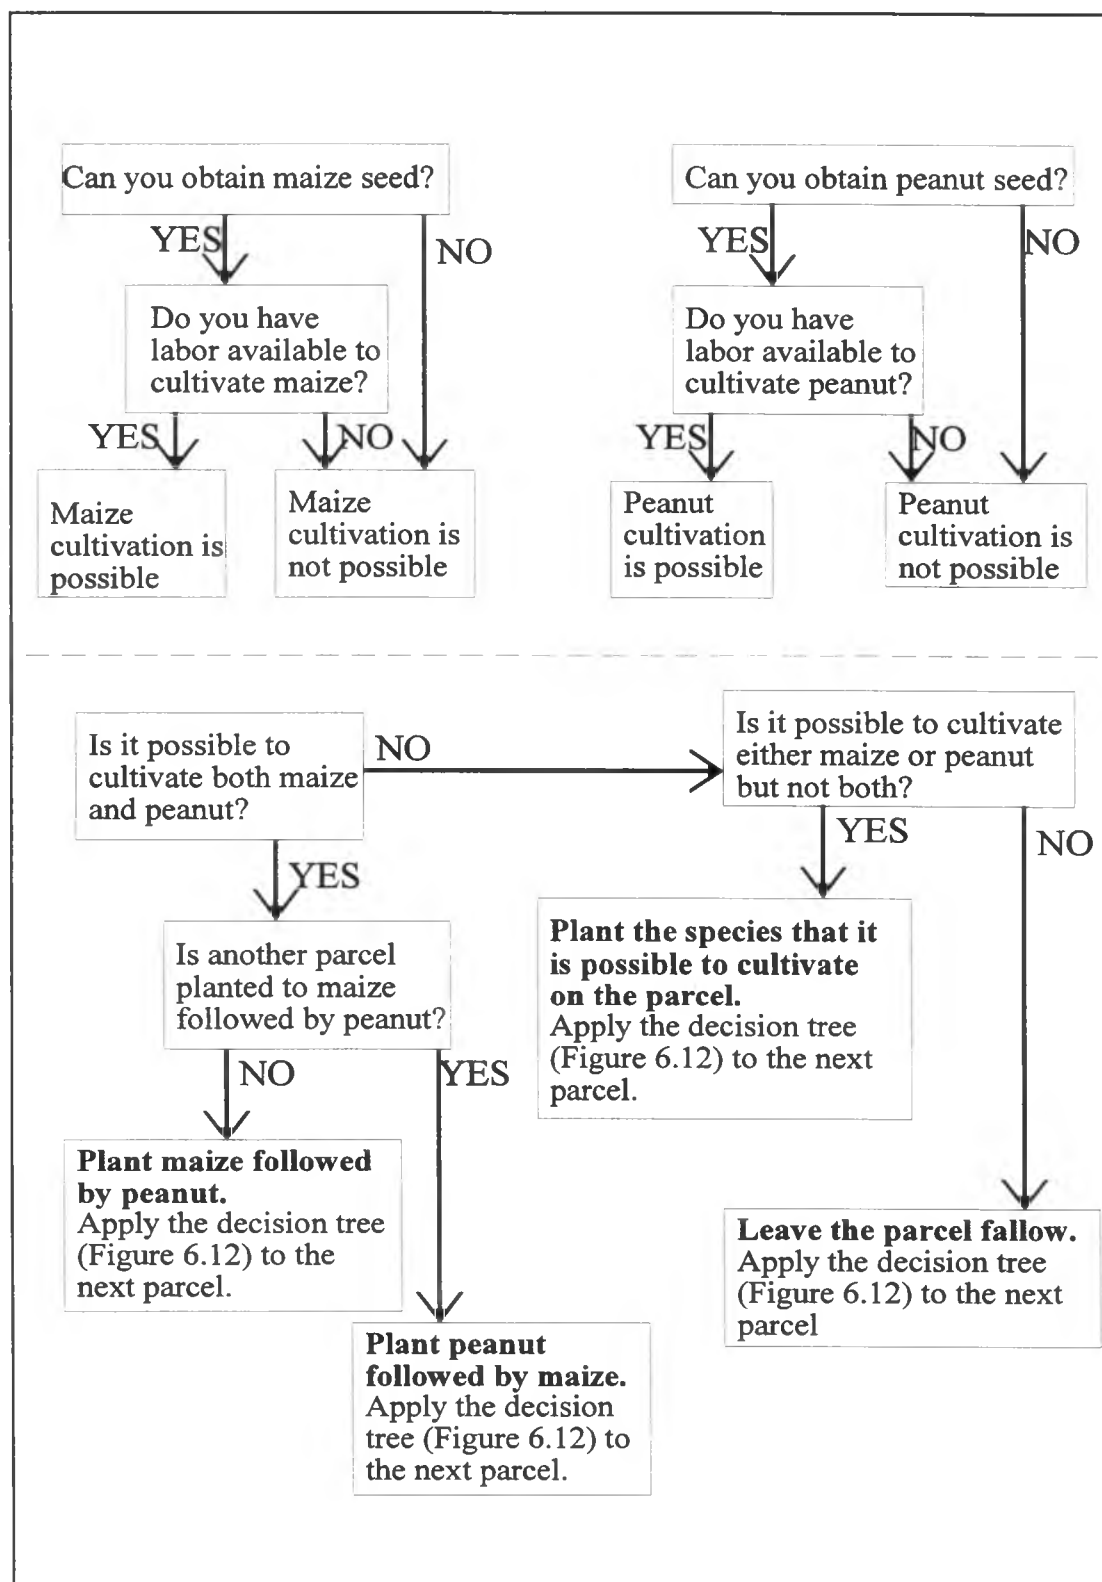 Can you obtain maize seed?
YES
NO
Do you have
labor available to
cultivate maize?
YES
NO
Maize
cultivation is
possible
Maize
cultivation is
not possible
Can you obtain peanut seed?
YES
NO
Do you have
labor available to
cultivate peanut?
YES
NO
Peanut
cultivation
is possible
Peanut
cultivation is
not possible
Is it possible to
cultivate both maize
and peanut?
NO
Is it possible to cultivate
either maize or peanut
but not both?
YES
NO
YES
Is another parcel
planted to maize
followed by peanut?
NO
YES
Plant the species that it
is possible to cultivate
on the parcel.
Apply the decision tree
(Figure 6.12) to the next
parcel.
Plant maize followed
by peanut.
Apply the decision tree
(Figure 6.12) to the
next parcel.
Leave the parcel fallow.
Apply the decision tree
(Figure 6.12) to the next
parcel
Plant peanut
followed by maize.
Apply the decision
tree (Figure 6.12) to
the next parcel.